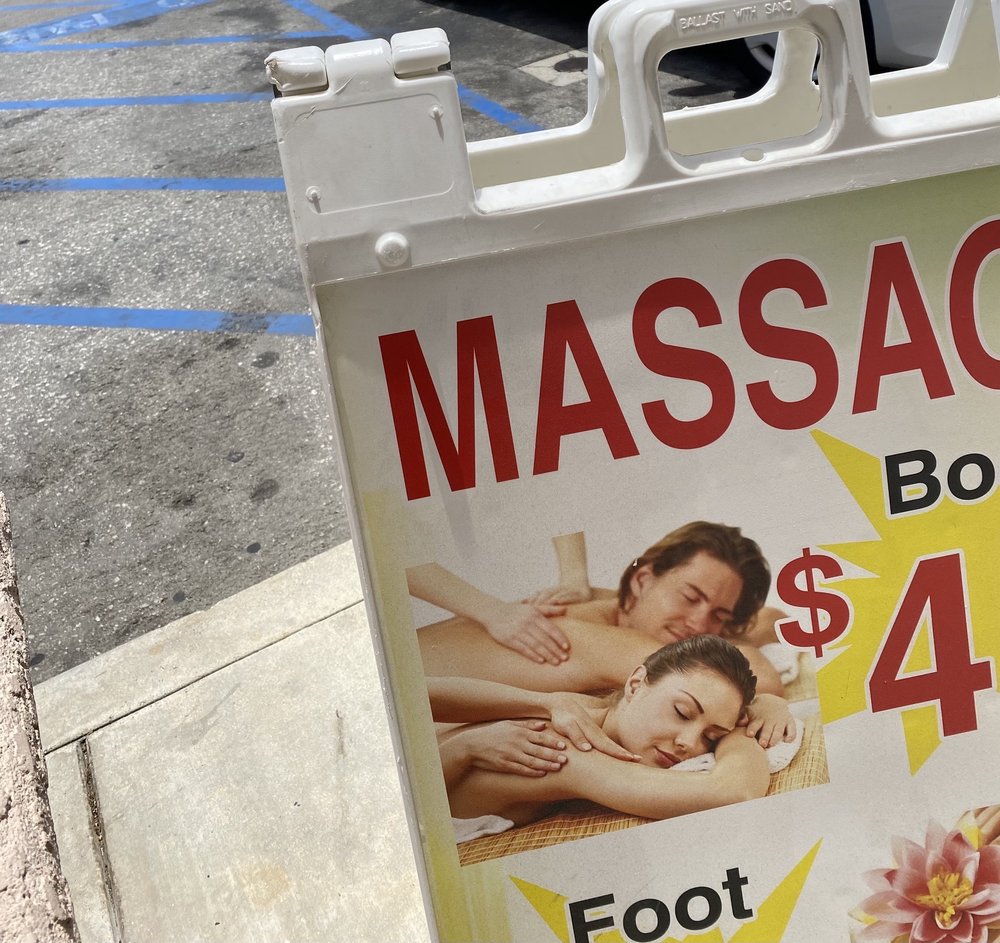 BALLAST WITH SAND
MASSAG
Bo
$4
Foot